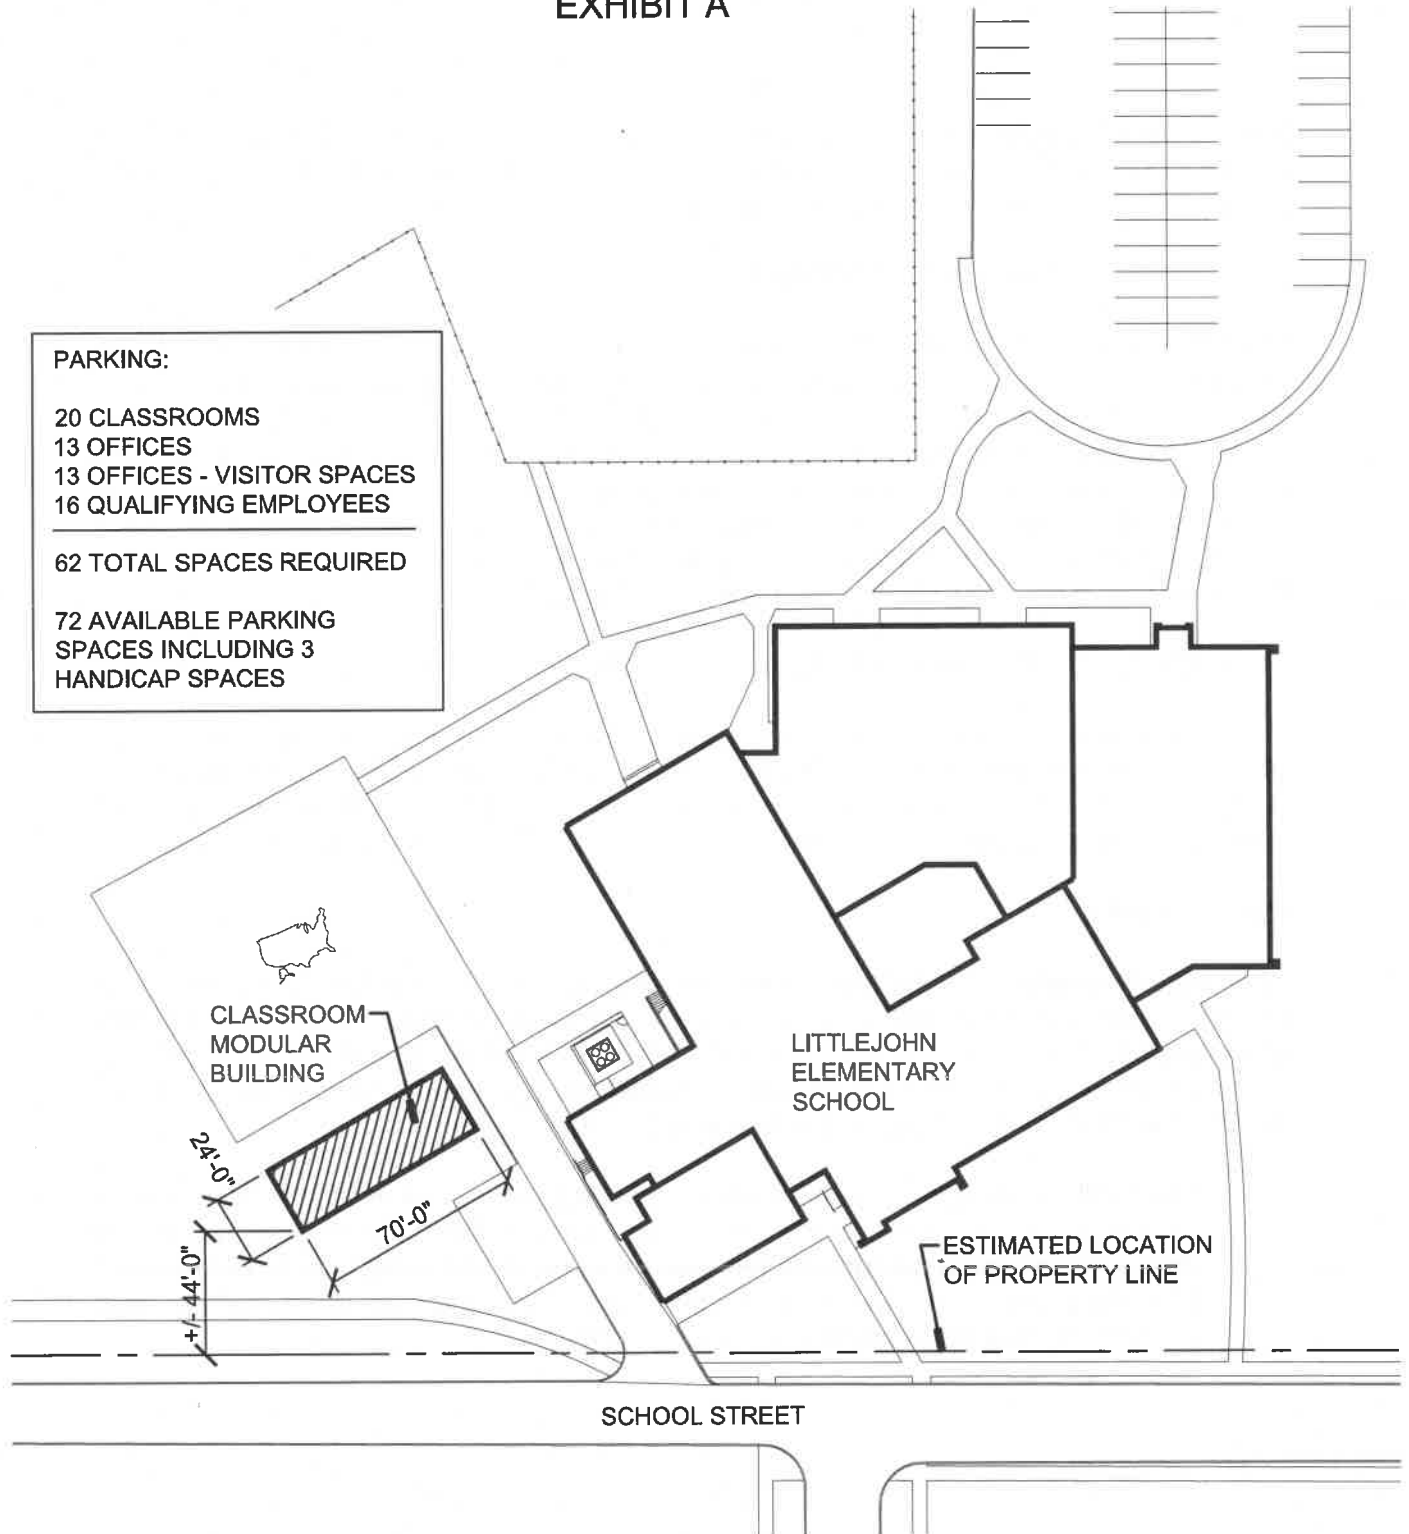 EXHIBIT A
PARKING:
20 CLASSROOMS
13 OFFICES
13 OFFICES - VISITOR SPACES
16 QUALIFYING EMPLOYEES
62 TOTAL SPACES REQUIRED
72 AVAILABLE PARKING
SPACES INCLUDING 3
HANDICAP SPACES
CLASSROOM
MODULAR
BUILDING
LITTLEJOHN
ELEMENTARY
SCHOOL
24'-0"
70'-0"
+/- 44'-0"
ESTIMATED LOCATION
OF PROPERTY LINE
SCHOOL STREET